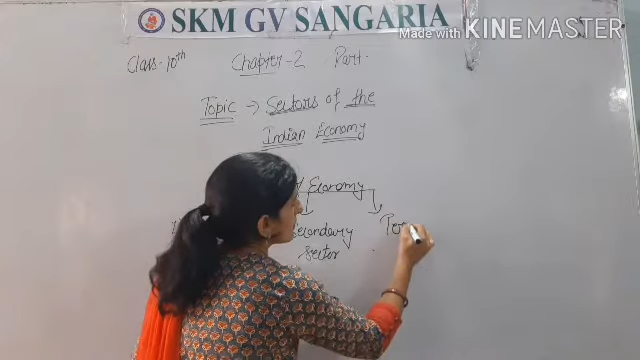 SKM GV SANGARIA
Made with KINEMASTER
Class-10th Chapter-2 Part-
Topic → Sectors of the
Indian Economy
Economy
Secondary
Sector
Ter